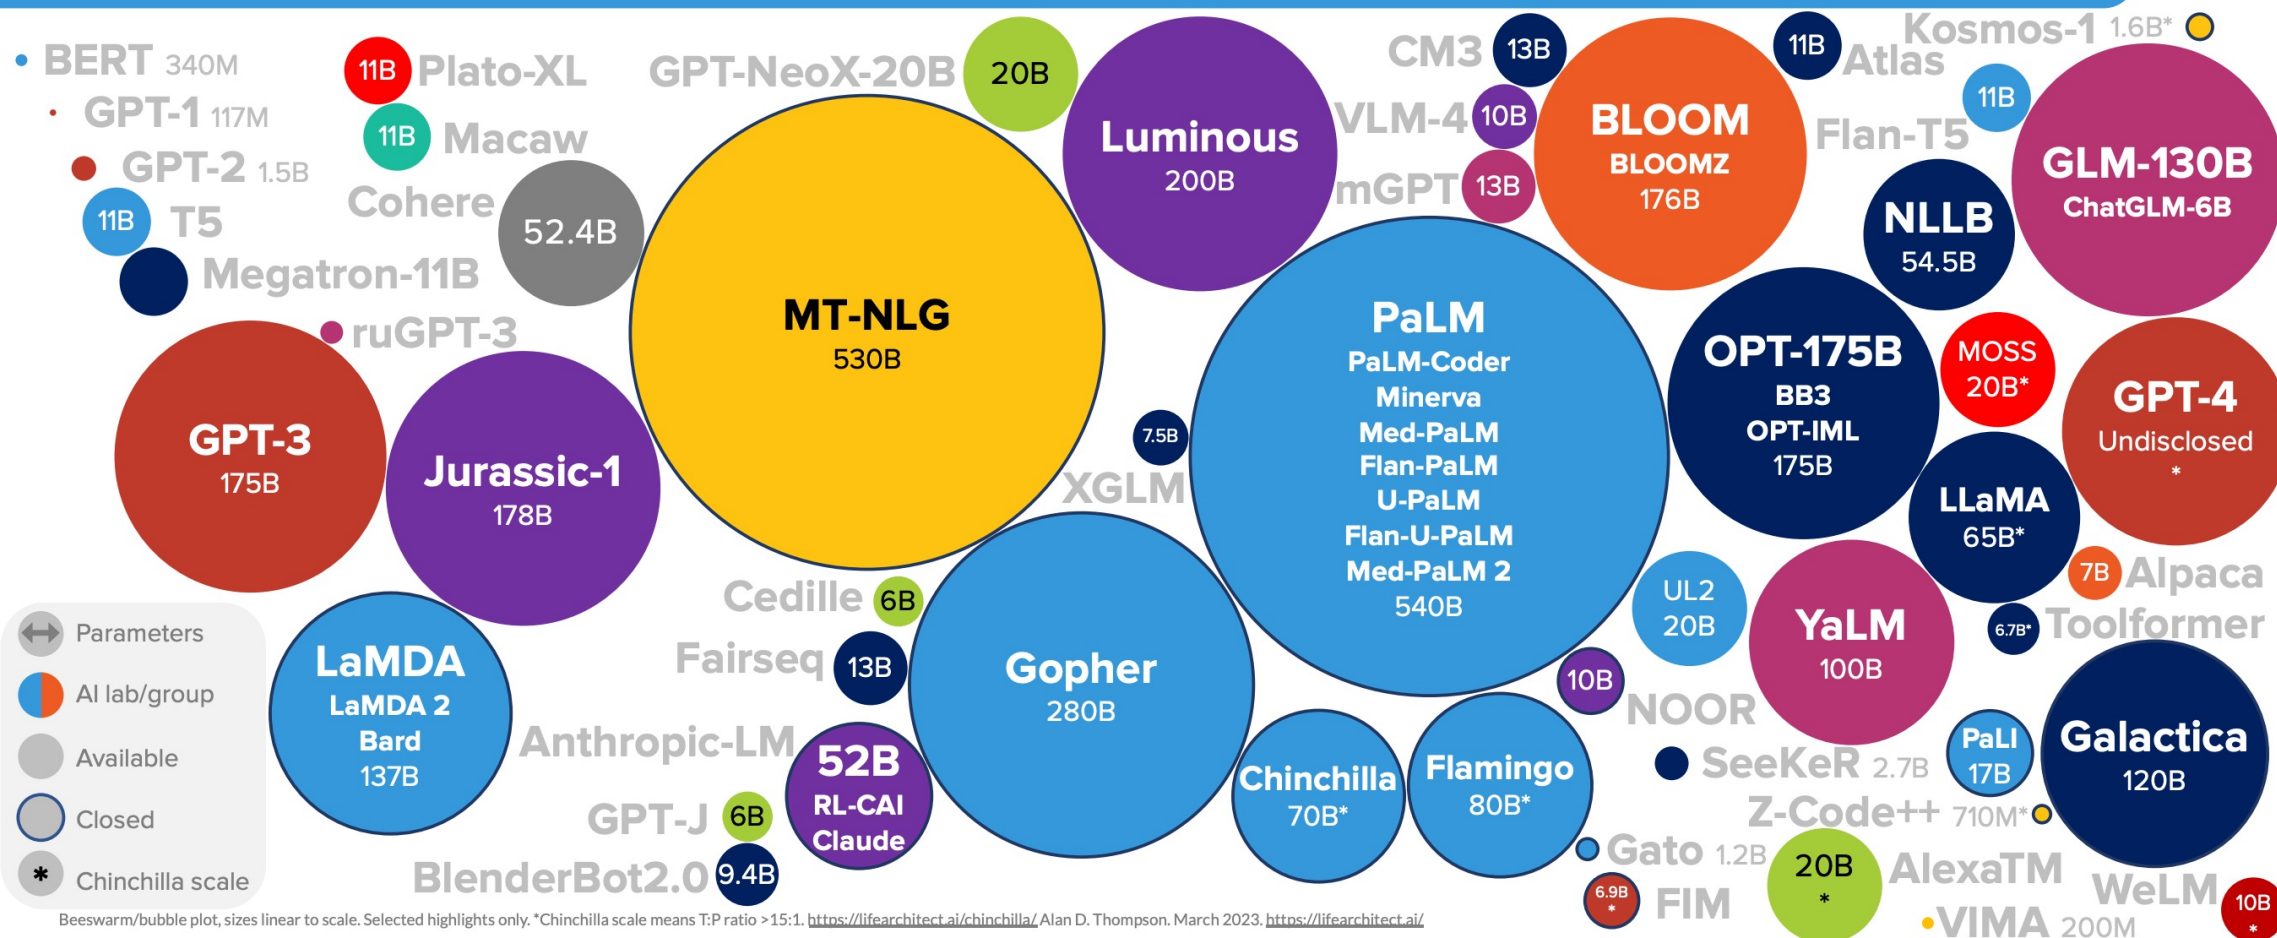 BERT 340M
GPT-1 117M
GPT-2 1.5B
11B T5
Megatron-11B
ruGPT-3
GPT-3
175B
11B Plato-XL
11B Macaw
Cohere
52.4B
Jurassic-1
178B
GPT-NeoX-20B 20B
MT-NLG
530B
Luminous
200B
CM3 13B
VLM-4 10B
mGPT 13B
BLOOM
BLOOMZ
176B
11B Atlas
Kosmos-1 1.6B*
11B
Flan-T5
GLM-130B
ChatGLM-6B
NLLB
54.5B
PaLM
PaLM-Coder
Minerva
Med-PaLM
Flan-PaLM
U-PaLM
Flan-U-PaLM
Med-PaLM 2
540B
7.5B
XGLM
OPT-175B
BB3
OPT-IML
175B
MOSS
20B*
GPT-4
Undisclosed
*
LLaMA
65B*
7B Alpaca
6.7B* Toolformer
UL2
20B
YaLM
100B
Cedille 6B
Fairseq 13B
Gopher
280B
LaMDA
LaMDA 2
Bard
137B
Anthropic-LM
52B
RL-CAI
Claude
GPT-J 6B
BlenderBot2.0 9.4B
Chinchilla
70B*
Flamingo
80B*
10B
NOOR
SeeKeR 2.7B
PaLI
17B
Galactica
120B
Z-Code++ 710M*
Gato 1.2B
6.9B
*
FIM
20B
*
AlexaTM
VIMA 200M
WeLM
10B
*
Parameters
AI lab/group
Available
Closed
* Chinchilla scale
Beeswarm/bubble plot, sizes linear to scale. Selected highlights only. *Chinchilla scale means T:P ratio >15:1. https://lifearchitect.ai/chinchilla/ Alan D. Thompson. March 2023. https://lifearchitect.ai/